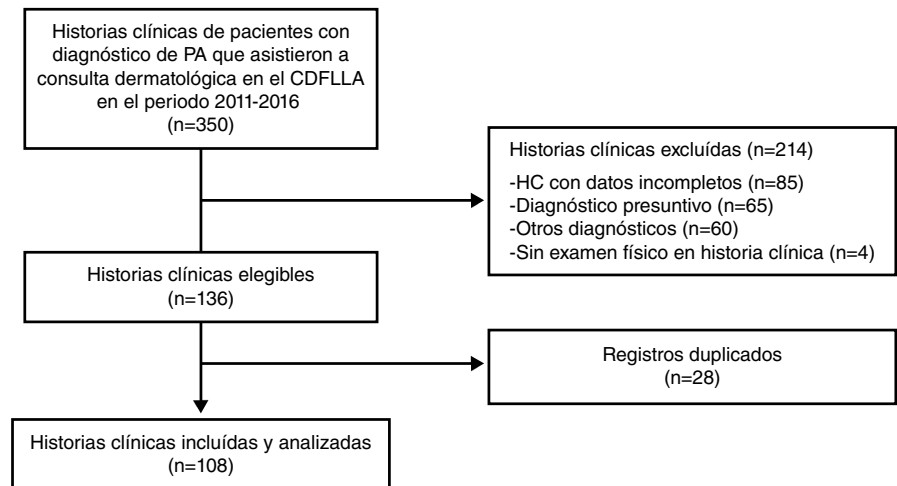 Historias clínicas de pacientes con
diagnóstico de PA que asistieron a
consulta dermatológica en el CDFLLA
en el periodo 2011-2016
(n=350)
Historias clínicas excluídas (n=214)
-HC con datos incompletos (n=85)
-Diagnóstico presuntivo (n=65)
-Otros diagnósticos (n=60)
-Sin examen físico en historia clínica (n=4)
Historias clínicas elegibles
(n=136)
Registros duplicados
(n=28)
Historias clínicas incluídas y analizadas
(n=108)